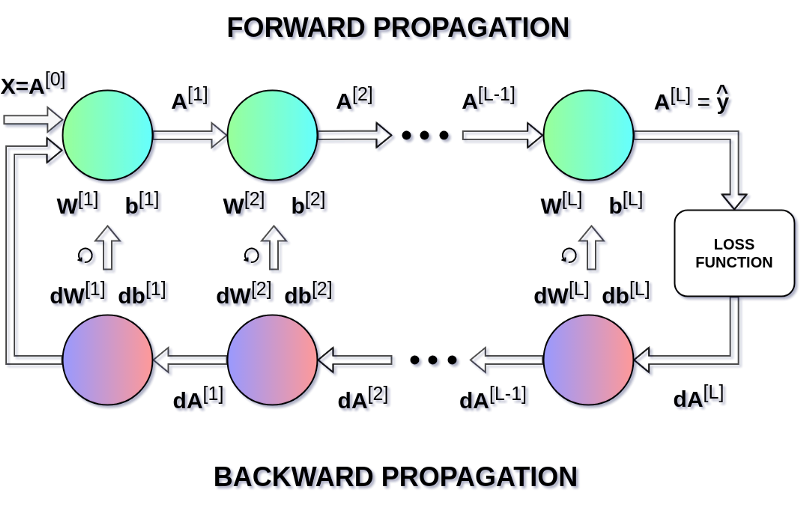 FORWARD PROPAGATION
X=A[0]
A[1]
A[2]
• • •
A[L-1]
A[L] = ŷ
W[1] b[1]
W[2] b[2]
W[L] b[L]
LOSS
FUNCTION
dW[1] db[1]
dW[2] db[2]
dW[L] db[L]
• • •
dA[1]
dA[2]
dA[L-1]
dA[L]
BACKWARD PROPAGATION